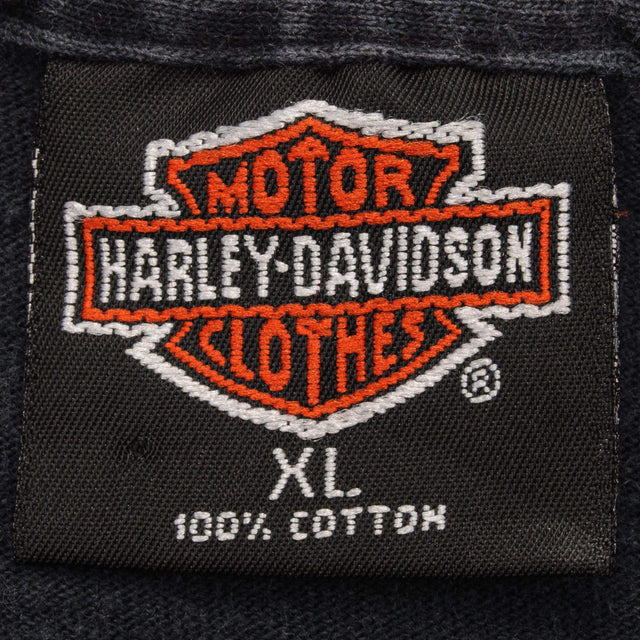 MOTOR
HARLEY-DAVIDSON
CLOTHES
®
XL
100% COTTON